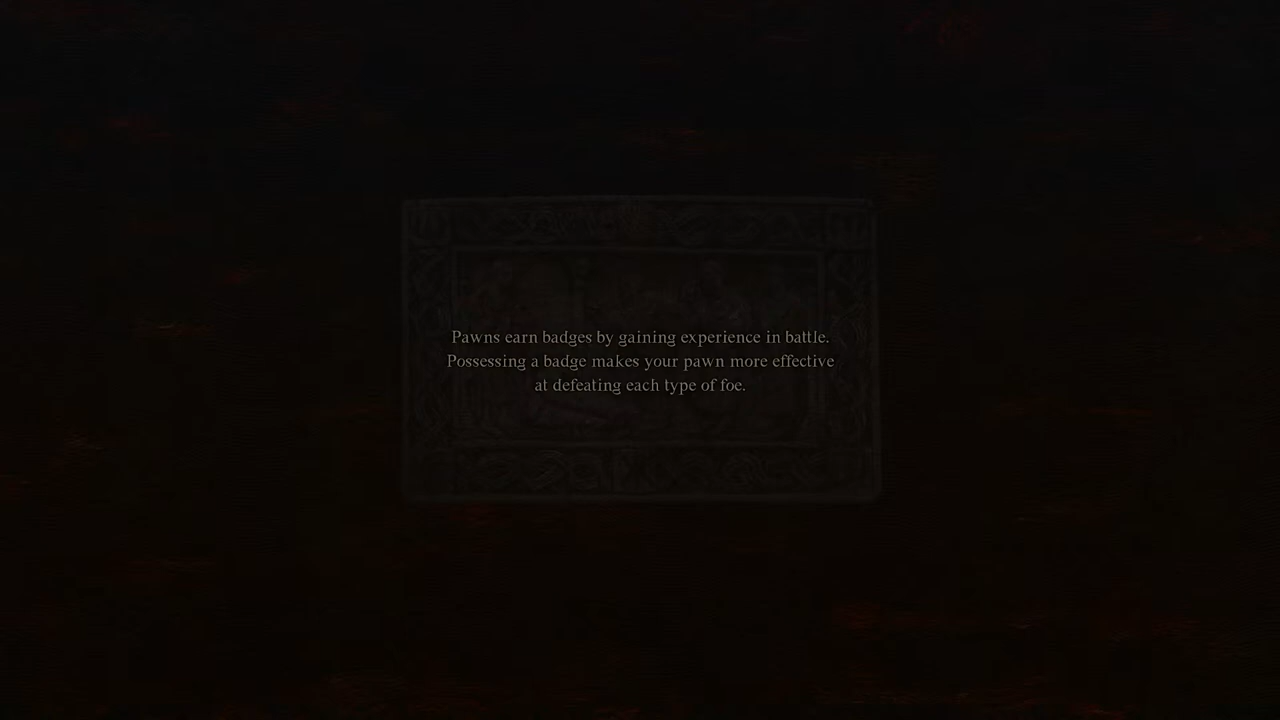 Pawns earn badges by gaining experience in battle.
Possessing a badge makes your pawn more effective
at defeating each type of foe.